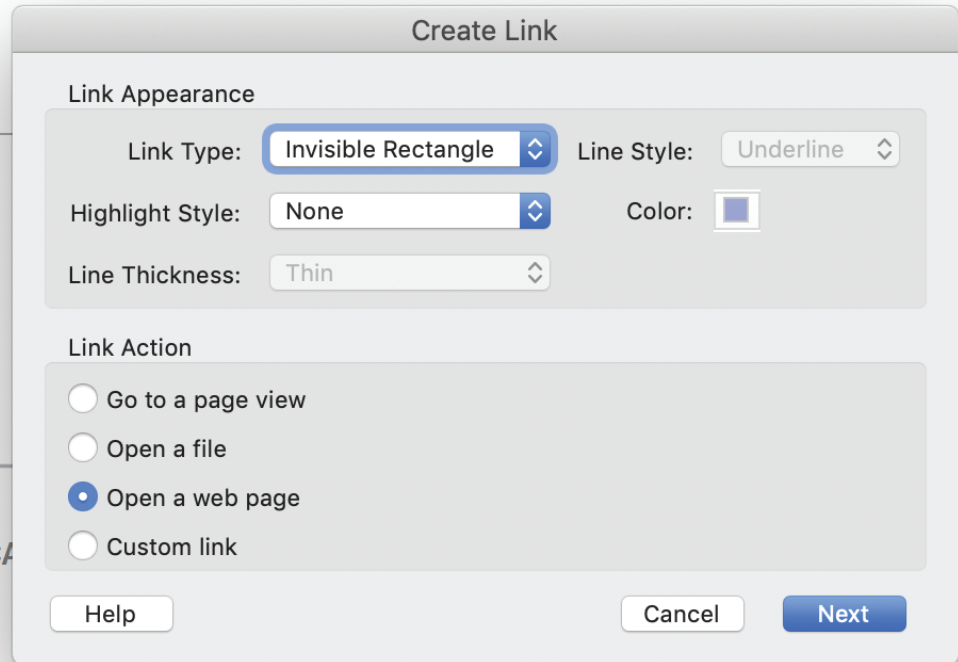 Create Link
Link Appearance
Link Type: Invisible Rectangle Line Style: Underline
Highlight Style: None Color:
Line Thickness: Thin
Link Action
Go to a page view
Open a file
Open a web page
Custom link
Help Cancel Next